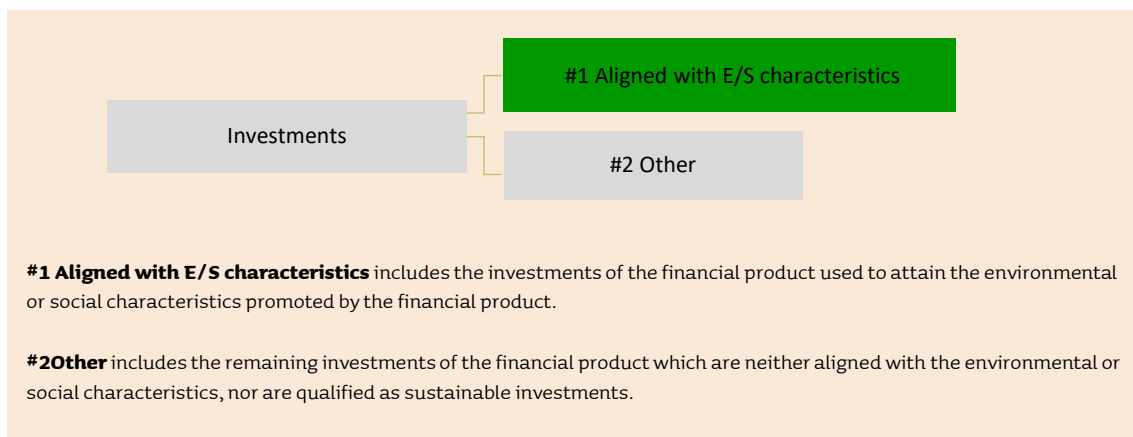 #1 Aligned with E/S characteristics
Investments
#2 Other
#1 Aligned with E/S characteristics includes the investments of the financial product used to attain the environmental
or social characteristics promoted by the financial product.
#2Other includes the remaining investments of the financial product which are neither aligned with the environmental or
social characteristics, nor are qualified as sustainable investments.